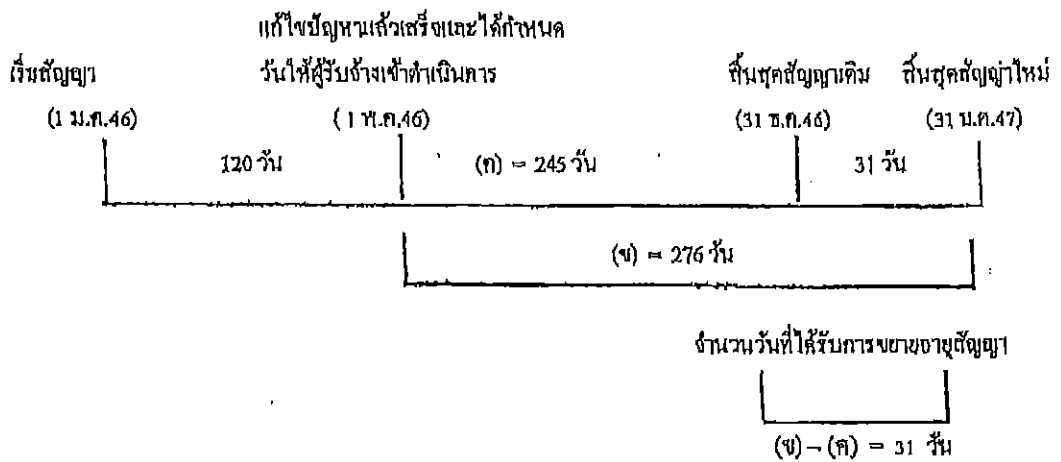 แก้ไขปัญหาแล้วเสร็จและได้กำหนด
เริ่มสัญญา วันให้ผู้รับจ้างเข้าดำเนินการ สิ้นสุดสัญญาเดิม สิ้นสุดสัญญาใหม่
(1 ม.ค.46) (1 พ.ค.46) (31 ธ.ค.46) (31 ม.ค.47)
120 วัน (ค) = 245 วัน 31 วัน
(ข) = 276 วัน
จำนวนวันที่ได้รับการขยายอายุสัญญา
(ข) – (ค) = 31 วัน